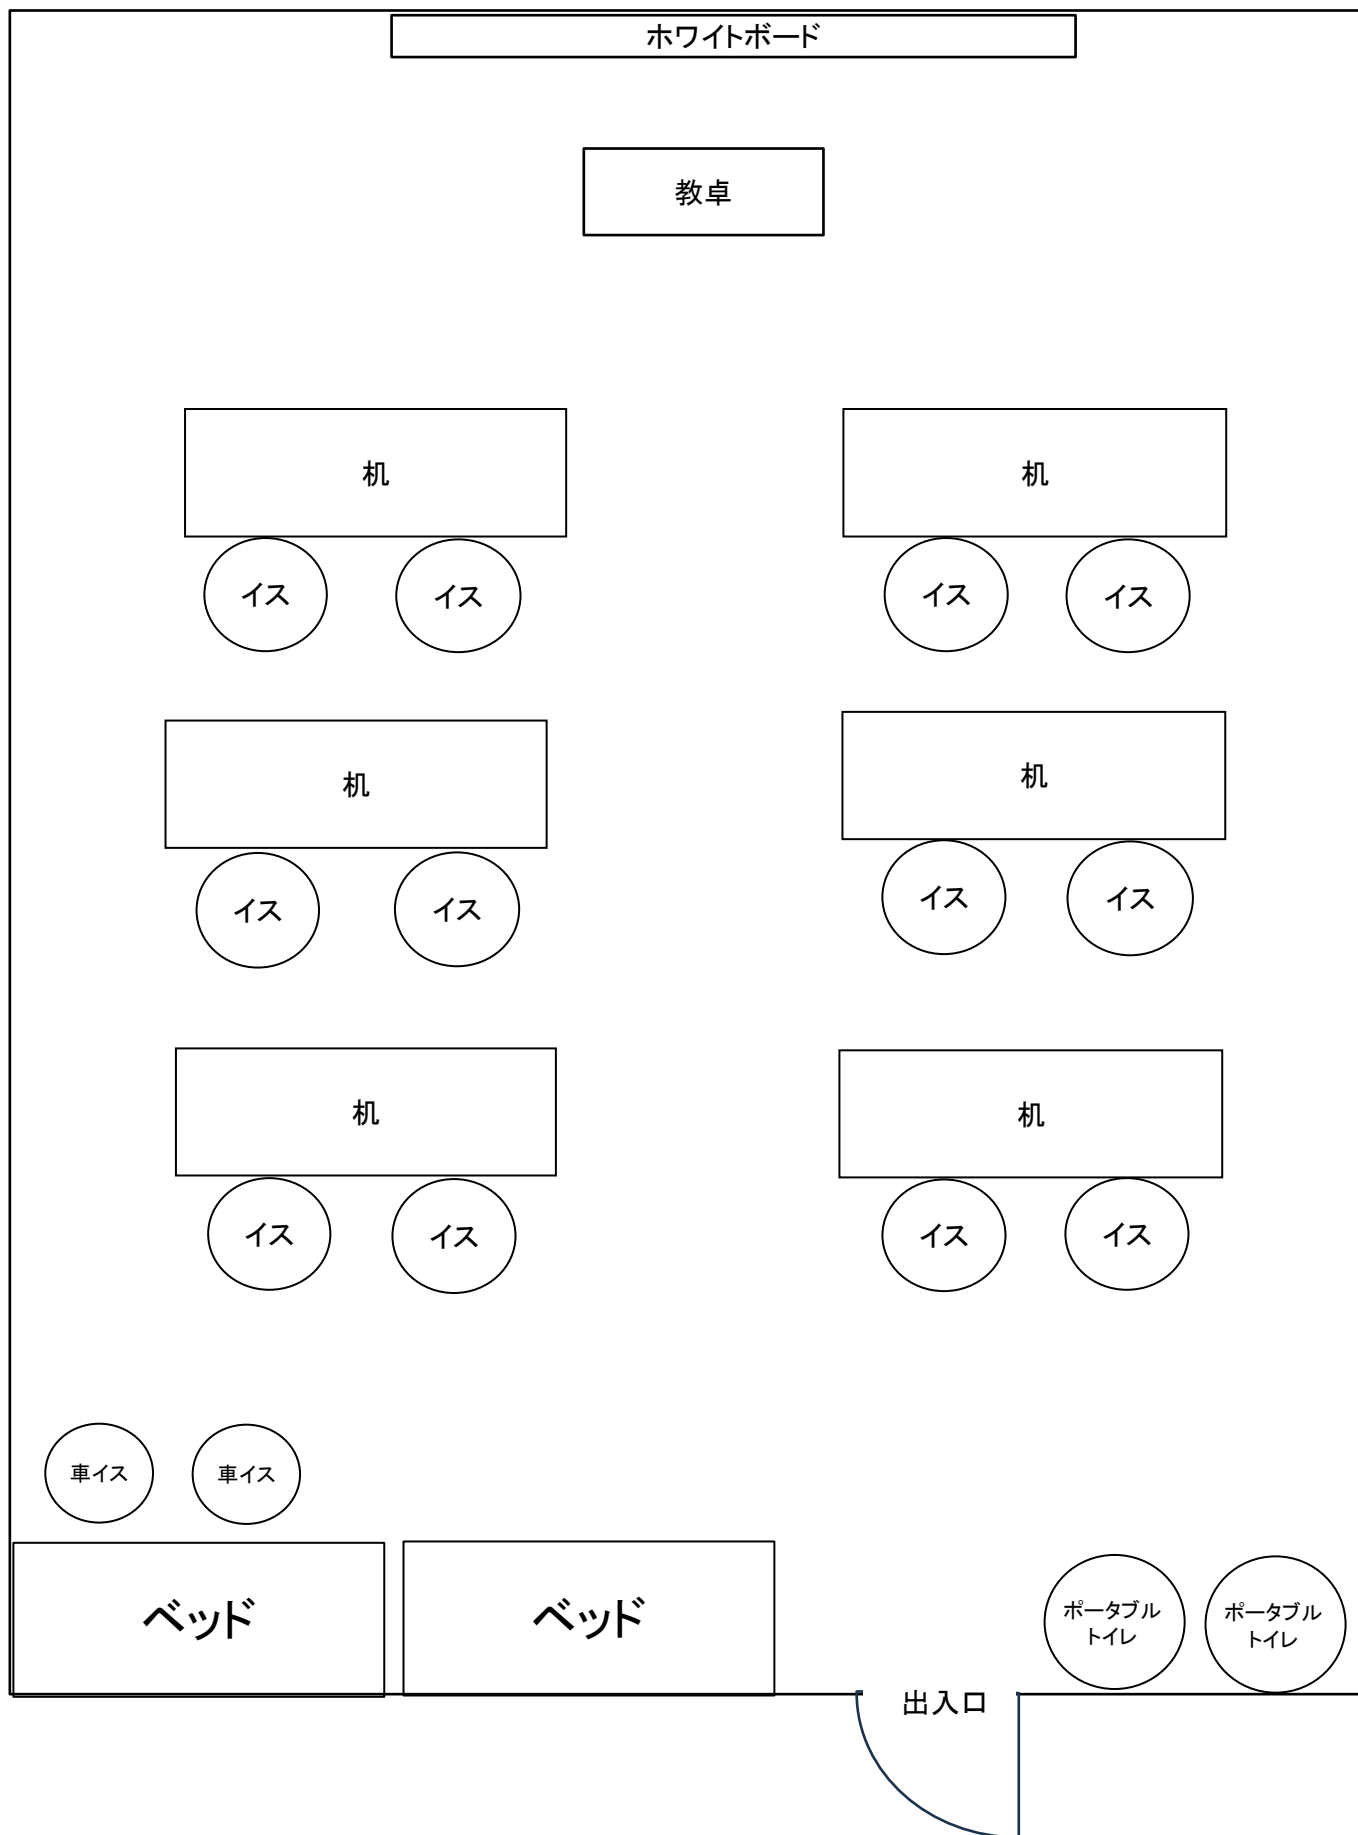 ホワイトボード
教卓
机
机
イス
イス
イス
イス
机
机
イス
イス
イス
イス
机
机
イス
イス
イス
イス
車イス
車イス
ベッド
ベッド
ポータブル
トイレ
ポータブル
トイレ
出入口